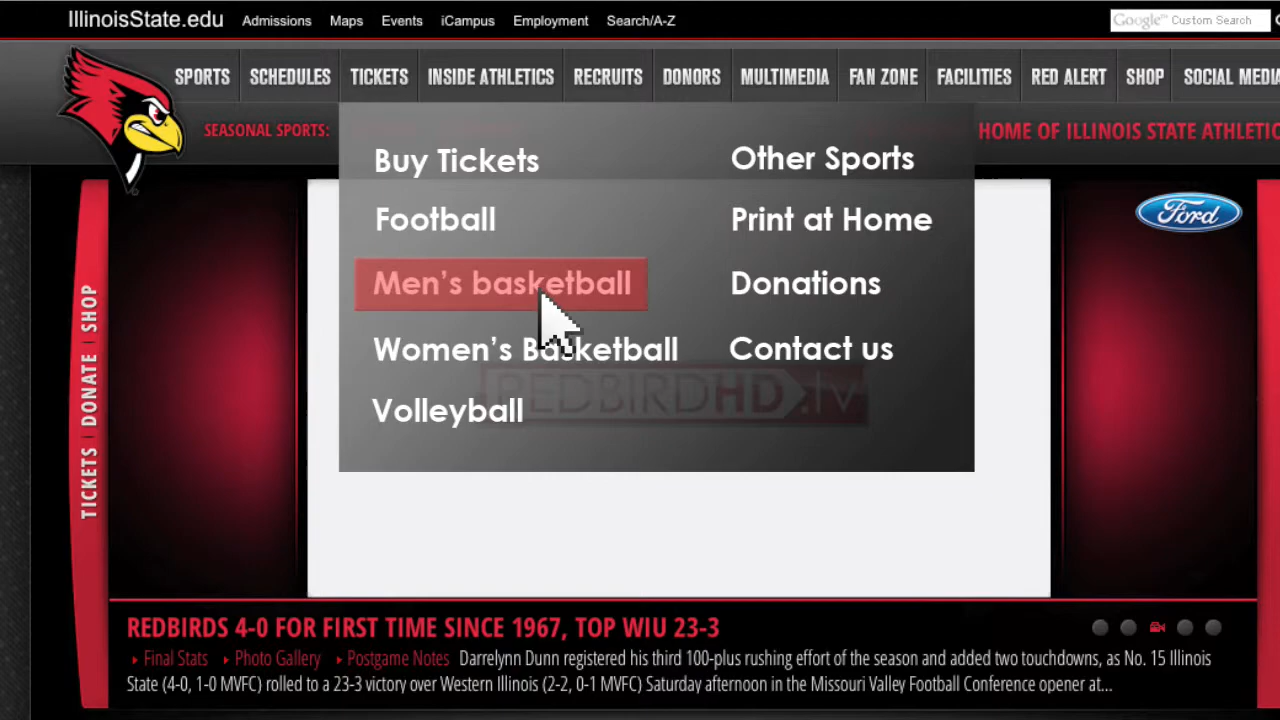 IllinoisState.edu Admissions Maps Events iCampus Employment Search/A-Z Google™ Custom Search
SPORTS SCHEDULES TICKETS INSIDE ATHLETICS RECRUITS DONORS MULTIMEDIA FAN ZONE FACILITIES RED ALERT SHOP SOCIAL MEDIA
SEASONAL SPORTS: HOME OF ILLINOIS STATE ATHLETIC
Buy Tickets Other Sports
Football Print at Home
Ford
Men's basketball Donations
Women's Basketball Contact us
REDBIRDHD.tv
Volleyball
TICKETS | DONATE | SHOP
REDBIRDS 4-0 FOR FIRST TIME SINCE 1967, TOP WIU 23-3
Final Stats Photo Gallery Postgame Notes Darrelynn Dunn registered his third 100-plus rushing effort of the season and added two touchdowns, as No. 15 Illinois
State (4-0, 1-0 MVFC) rolled to a 23-3 victory over Western Illinois (2-2, 0-1 MVFC) Saturday afternoon in the Missouri Valley Football Conference opener at...